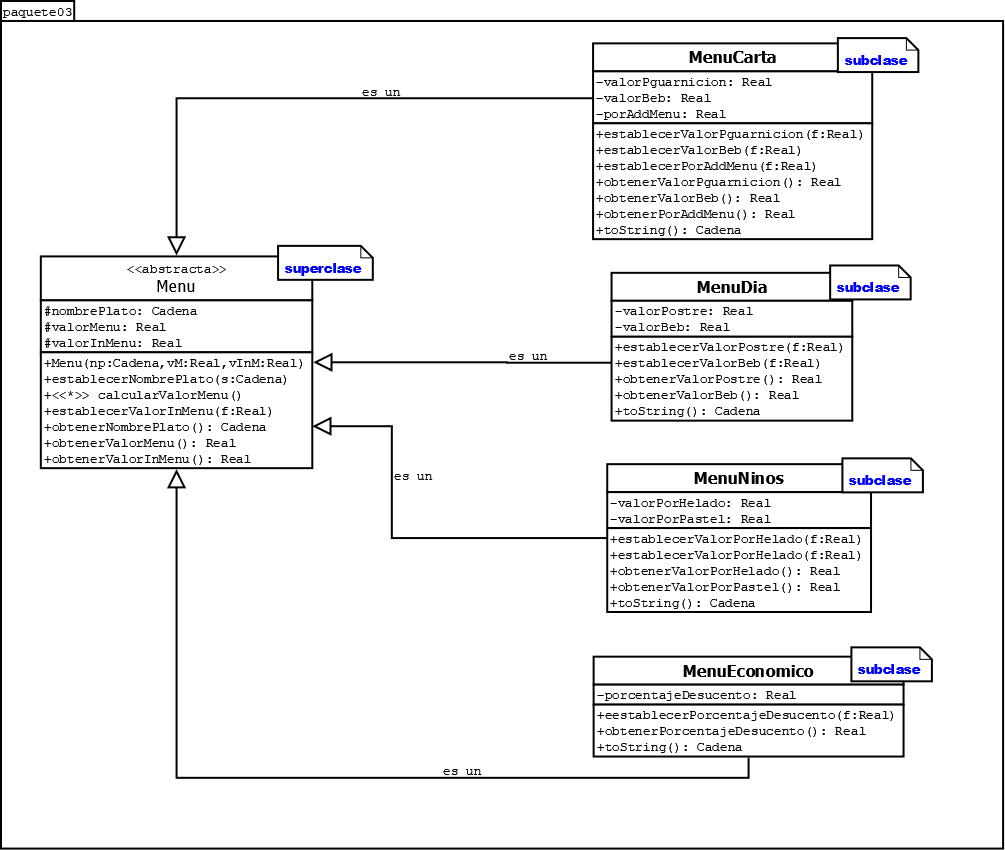 paquete03
MenuCarta
subclase
-valorPguarnicion: Real
-valorBeb: Real
-porAddMenu: Real
+establecerValorPguarnicion(f:Real)
+establecerValorBeb(f:Real)
+establecerPorAddMenu(f:Real)
+obtenerValorPguarnicion(): Real
+obtenerValorBeb(): Real
+obtenerPorAddMenu(): Real
+toString(): Cadena
es un
<<abstracta>>
Menu
superclase
#nombrePlato: Cadena
#valorMenu: Real
#valorInMenu: Real
+Menu(np:Cadena,vM:Real,vInM:Real)
+establecerNombrePlato(s:Cadena)
+<<*>> calcularValorMenu()
+establecerValorInMenu(f:Real)
+obtenerNombrePlato(): Cadena
+obtenerValorMenu(): Real
+obtenerValorInMenu(): Real
MenuDia
subclase
-valorPostre: Real
-valorBeb: Real
+establecerValorPostre(f:Real)
+establecerValorBeb(f:Real)
+obtenerValorPostre(): Real
+obtenerValorBeb(): Real
+toString(): Cadena
es un
MenuNinos
subclase
-valorPorHelado: Real
-valorPorPastel: Real
+establecerValorPorHelado(f:Real)
+establecerValorPorHelado(f:Real)
+obtenerValorPorHelado(): Real
+obtenerValorPorPastel(): Real
+toString(): Cadena
es un
MenuEconomico
subclase
-porcentajeDesucento: Real
+eestablecerPorcentajeDesucento(f:Real)
+obtenerPorcentajeDesucento(): Real
+toString(): Cadena
es un